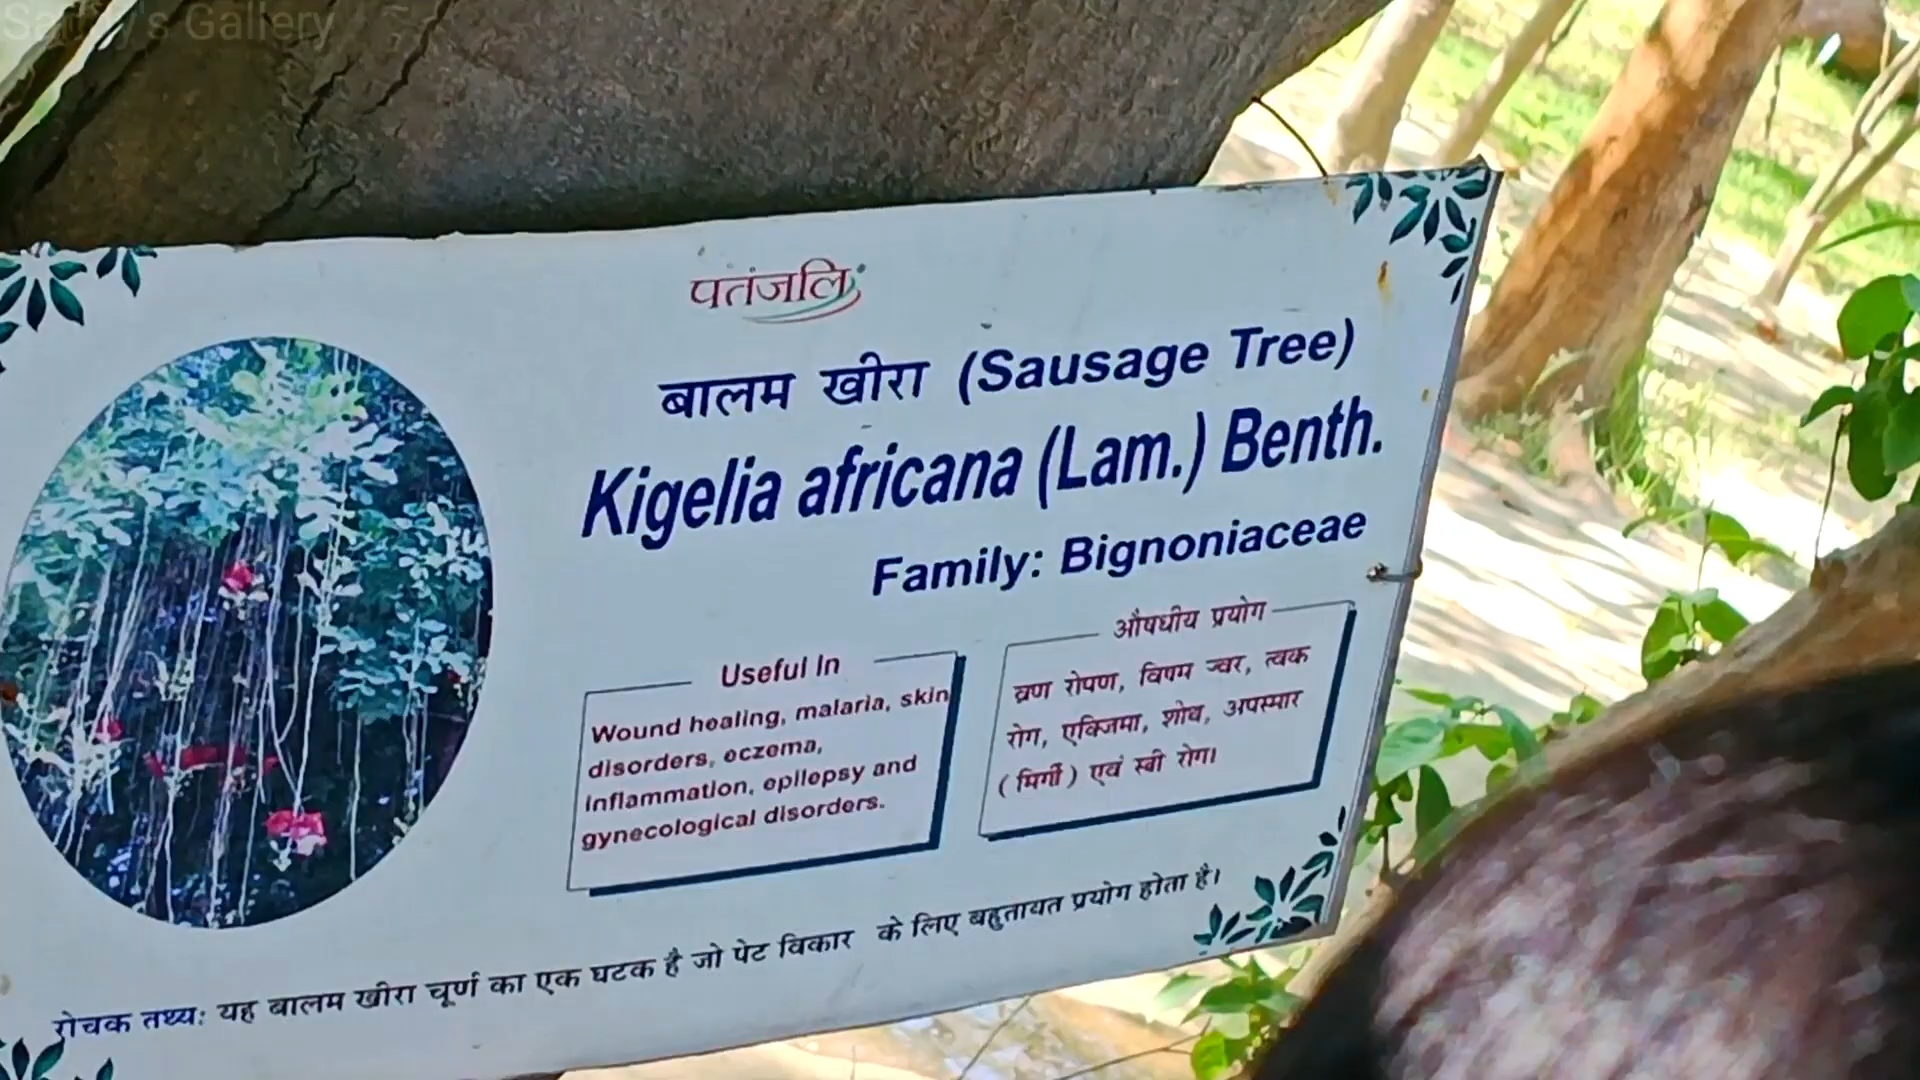 पतंजलि
बालम खीरा (Sausage Tree)
Kigelia africana (Lam.) Benth.
Family: Bignoniaceae
Useful In
Wound healing, malaria, skin
disorders, eczema,
inflammation, epilepsy and
gynecological disorders.
औषधीय प्रयोग
व्रण रोपण, विषम ज्वर, त्वक
रोग, एक्जिमा, शोथ, अपस्मार
(मिर्गी) एवं स्त्री रोग।
रोचक तथ्य: यह बालम खीरा चूर्ण का एक घटक है जो पेट विकार के लिए बहुतायत प्रयोग होता है।